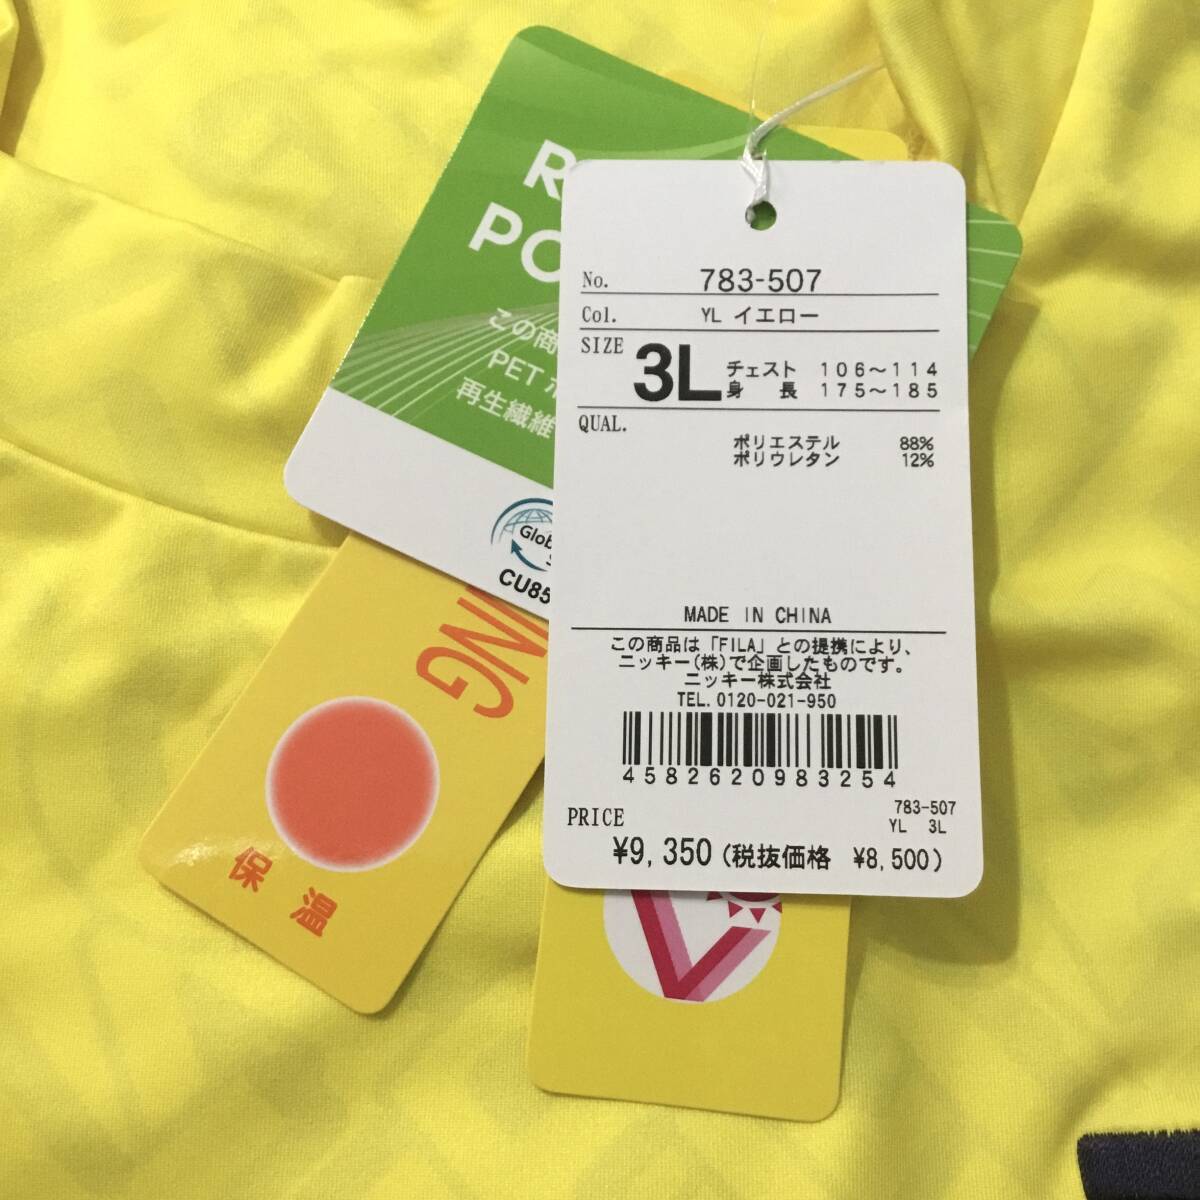 この商
PET
再生繊維
No. 783-507
Col. YL イエロー
SIZE 3L チェスト 106～114
身長 175～185
QUAL.
ポリエステル 88%
ポリウレタン 12%
MADE IN CHINA
この商品は「FILA」との提携により、
ニッキー(株)で企画したものです。
ニッキー株式会社
TEL. 0120-021-950
4582620983254
783-507
PRICE YL 3L
¥9,350(税抜価格 ¥8,500)
保温